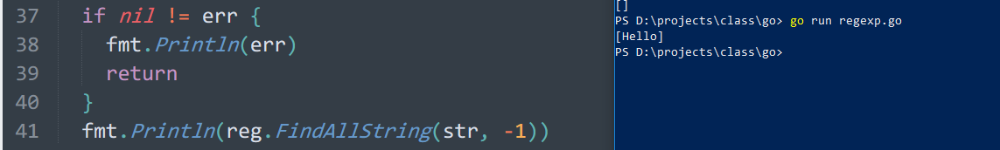 37 if nil != err {
38 fmt.Println(err)
39 return
40 }
41 fmt.Println(reg.FindAllString(str, -1))
[]
PS D:\projects\class\go> go run regexp.go
[Hello]
PS D:\projects\class\go>